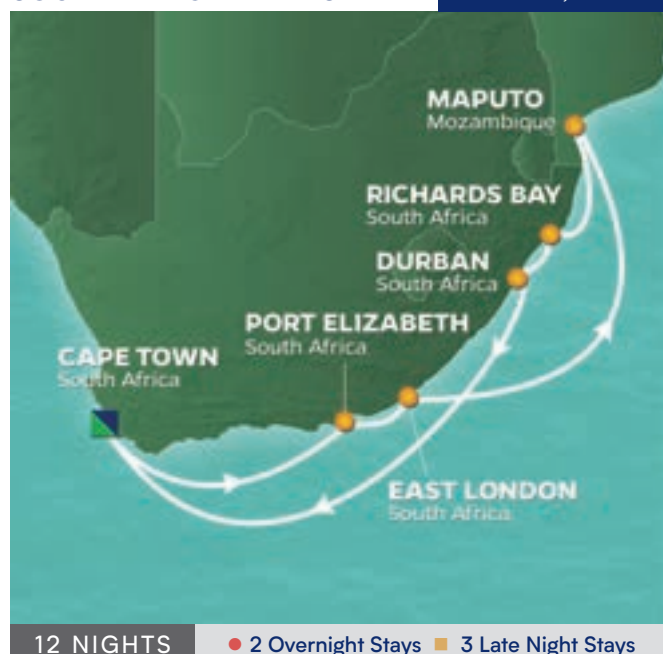 MAPUTO
Mozambique
RICHARDS BAY
South Africa
DURBAN
South Africa
PORT ELIZABETH
South Africa
CAPE TOWN
South Africa
EAST LONDON
South Africa
12 NIGHTS
2 Overnight Stays
3 Late Night Stays